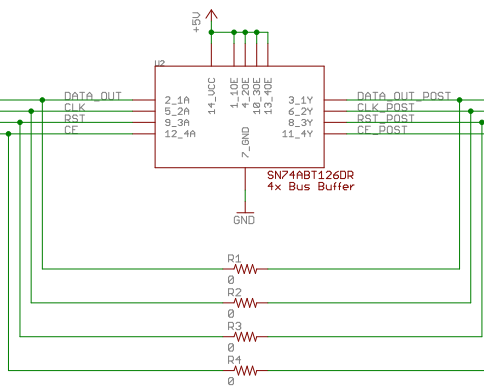 +5V
U2
14_VCC
1_1OE
4_2OE
10_3OE
13_4OE
DATA_OUT
2_1A
3_1Y
DATA_OUT_POST
CLK
5_2A
6_2Y
CLK_POST
RST
9_3A
8_3Y
RST_POST
CE
12_4A
11_4Y
CE_POST
7_GND
SN74ABT126DR
4x Bus Buffer
GND
R1
0
R2
0
R3
0
R4
0